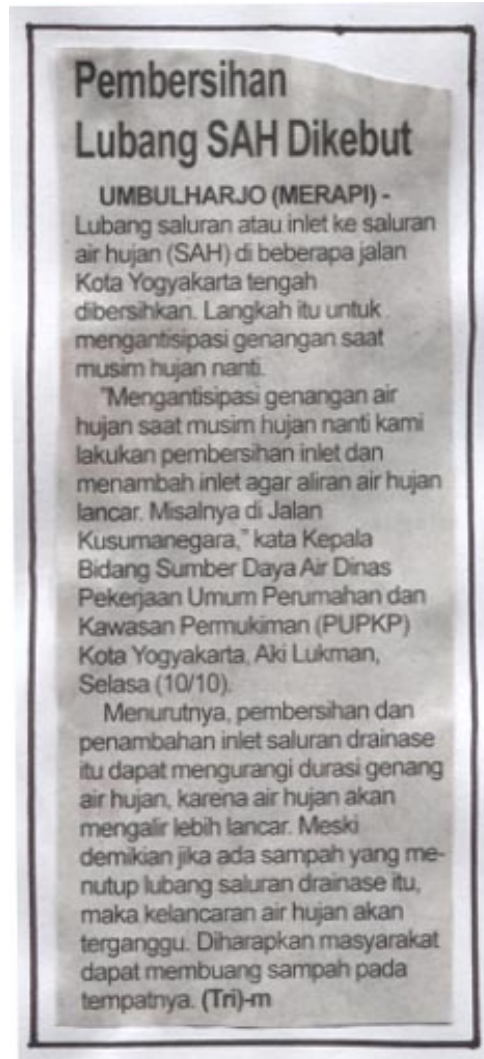 Pembersihan
Lubang SAH Dikebut
UMBULHARJO (MERAPI) -
Lubang saluran atau inlet ke saluran
air hujan (SAH) di beberapa jalan
Kota Yogyakarta tengah
dibersihkan. Langkah itu untuk
mengantisipasi genangan saat
musim hujan nanti.
"Mengantisipasi genangan air
hujan saat musim hujan nanti kami
lakukan pembersihan inlet dan
menambah inlet agar aliran air hujan
lancar. Misalnya di Jalan
Kusumanegara," kata Kepala
Bidang Sumber Daya Air Dinas
Pekerjaan Umum Perumahan dan
Kawasan Permukiman (PUPKP)
Kota Yogyakarta, Aki Lukman,
Selasa (10/10).
Menurutnya, pembersihan dan
penambahan inlet saluran drainase
itu dapat mengurangi durasi genang
air hujan, karena air hujan akan
mengalir lebih lancar. Meski
demikian jika ada sampah yang me-
nutup lubang saluran drainase itu,
maka kelancaran air hujan akan
terganggu. Diharapkan masyarakat
dapat membuang sampah pada
tempatnya. (Tri)-m